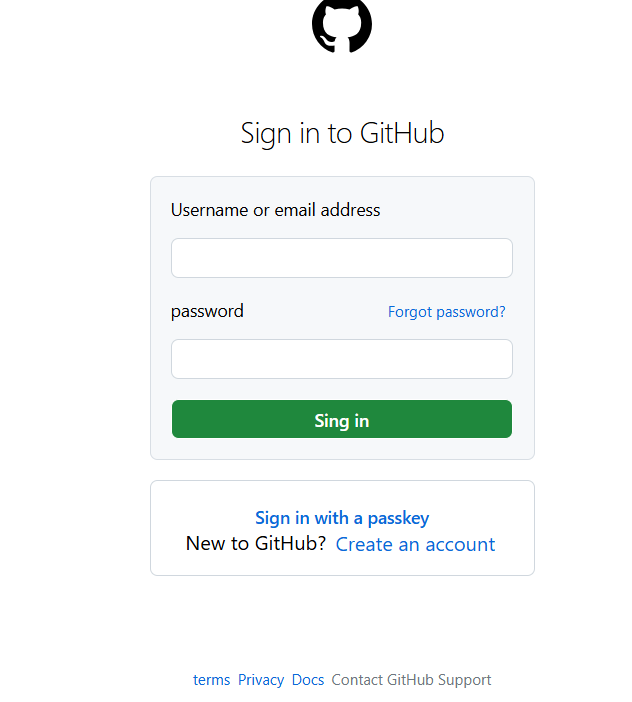 Sign in to GitHub
Username or email address
password Forgot password?
Sing in
Sign in with a passkey
New to GitHub? Create an account
terms Privacy Docs Contact GitHub Support